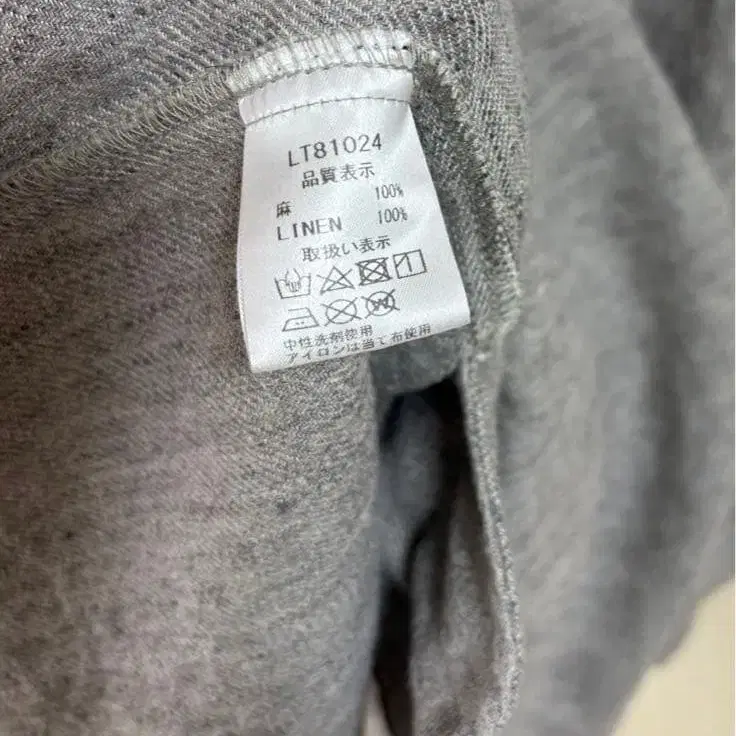 LT81024
品質表示
麻 100%
LINEN 100%
取扱い表示
中性洗剤使用
アイロンは当て布使用